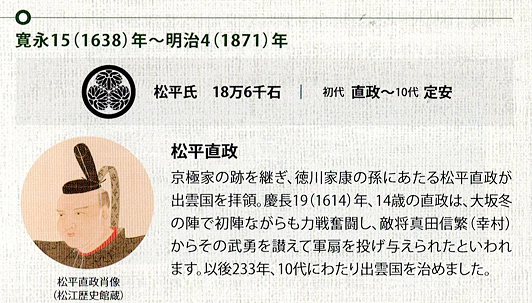 寛永15(1638)年～明治4(1871)年
松平氏 18万6千石 | 初代 直政～10代 定安
松平直政
京極家の跡を継ぎ、徳川家康の孫にあたる松平直政が
出雲国を拝領。慶長19(1614)年、14歳の直政は、大坂冬
の陣で初陣ながらも力戦奮闘し、敵将真田信繁(幸村)
からその武勇を讃えて軍扇を投げ与えられたといわれ
ます。以後233年、10代にわたり出雲国を治めました。
松平直政肖像
(松江歴史館蔵)